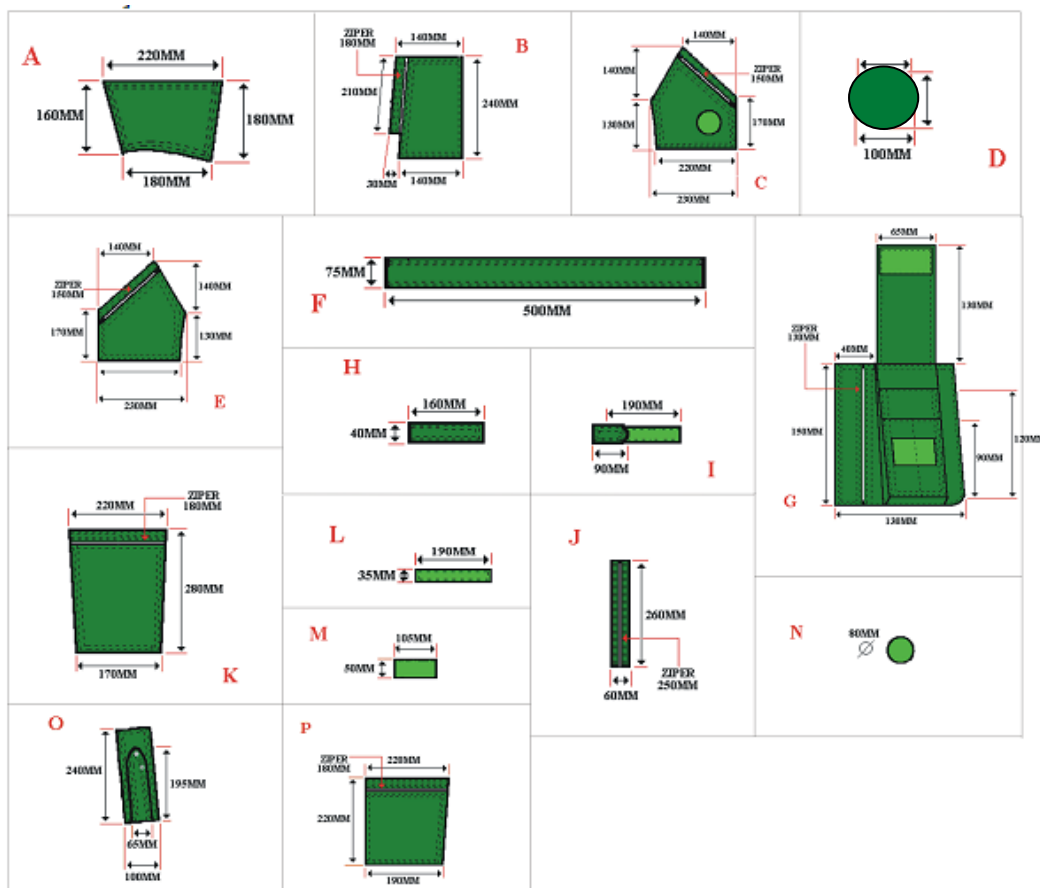 A
220MM
160MM
180MM
180MM
B
ZIPER
180MM
140MM
210MM
240MM
30MM
140MM
C
140MM
140MM
ZIPER
150MM
130MM
170MM
220MM
230MM
D
100MM
E
140MM
ZIPER
150MM
140MM
170MM
130MM
230MM
F
75MM
500MM
G
65MM
130MM
ZIPER
130MM
40MM
150MM
120MM
90MM
130MM
H
160MM
40MM
I
190MM
90MM
K
220MM
ZIPER
180MM
280MM
170MM
L
190MM
35MM
J
260MM
ZIPER
250MM
60MM
M
105MM
50MM
N
80MM
Ø
O
240MM
195MM
65MM
100MM
P
ZIPER
180MM
220MM
220MM
190MM